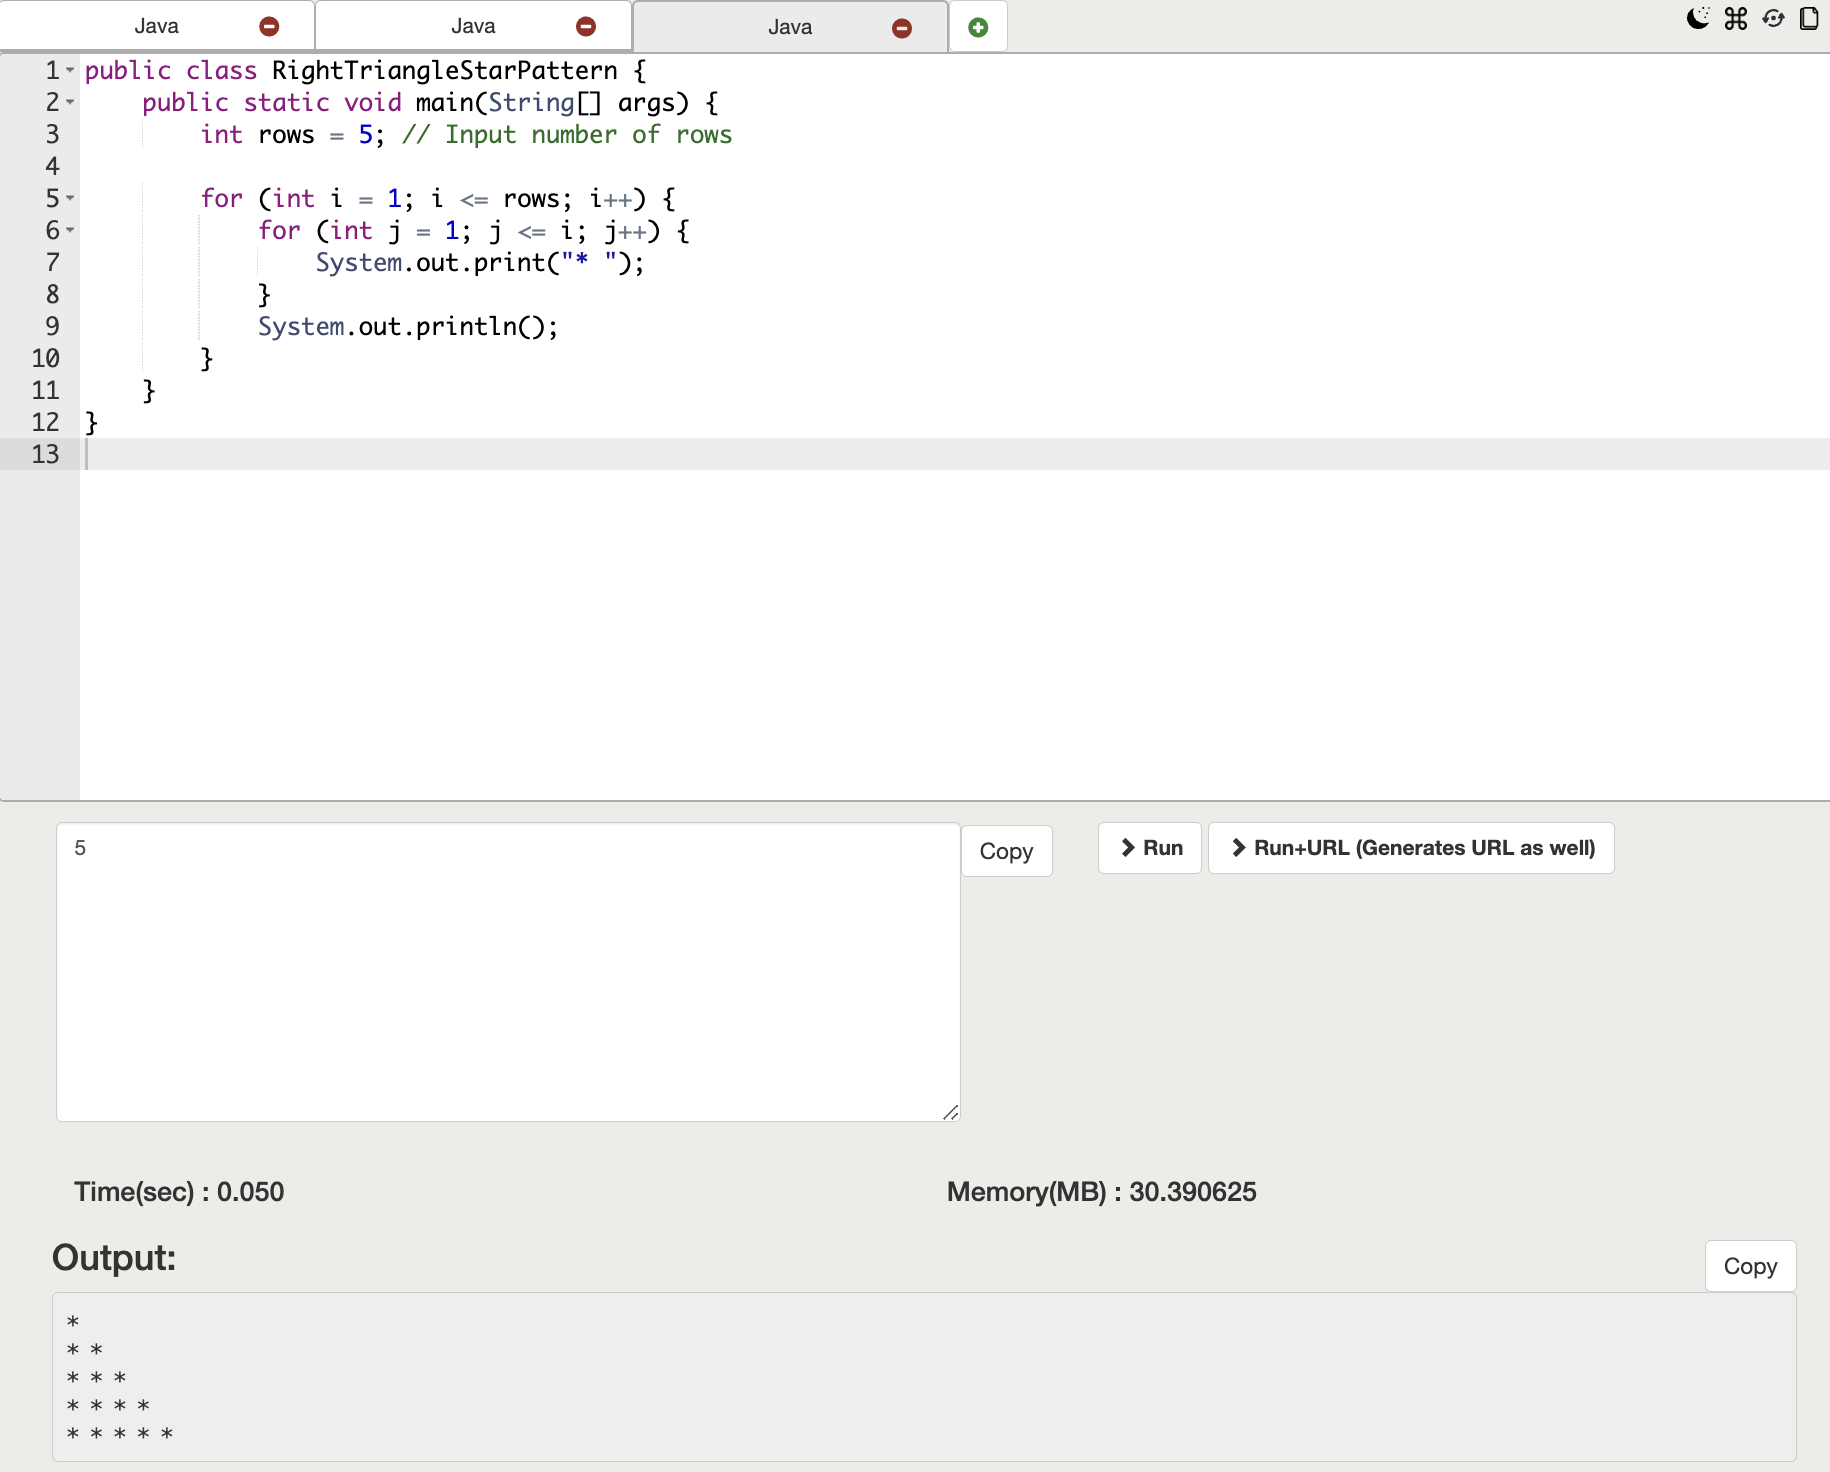 Java Java Java
1 public class RightTriangleStarPattern {
2     public static void main(String[] args) {
3         int rows = 5; // Input number of rows
4
5         for (int i = 1; i <= rows; i++) {
6             for (int j = 1; j <= i; j++) {
7                 System.out.print("* ");
8             }
9             System.out.println();
10         }
11     }
12 }
13
5
Copy
Run
Run+URL (Generates URL as well)
Time(sec) : 0.050
Memory(MB) : 30.390625
Output:
Copy
*
* *
* * *
* * * *
* * * * *